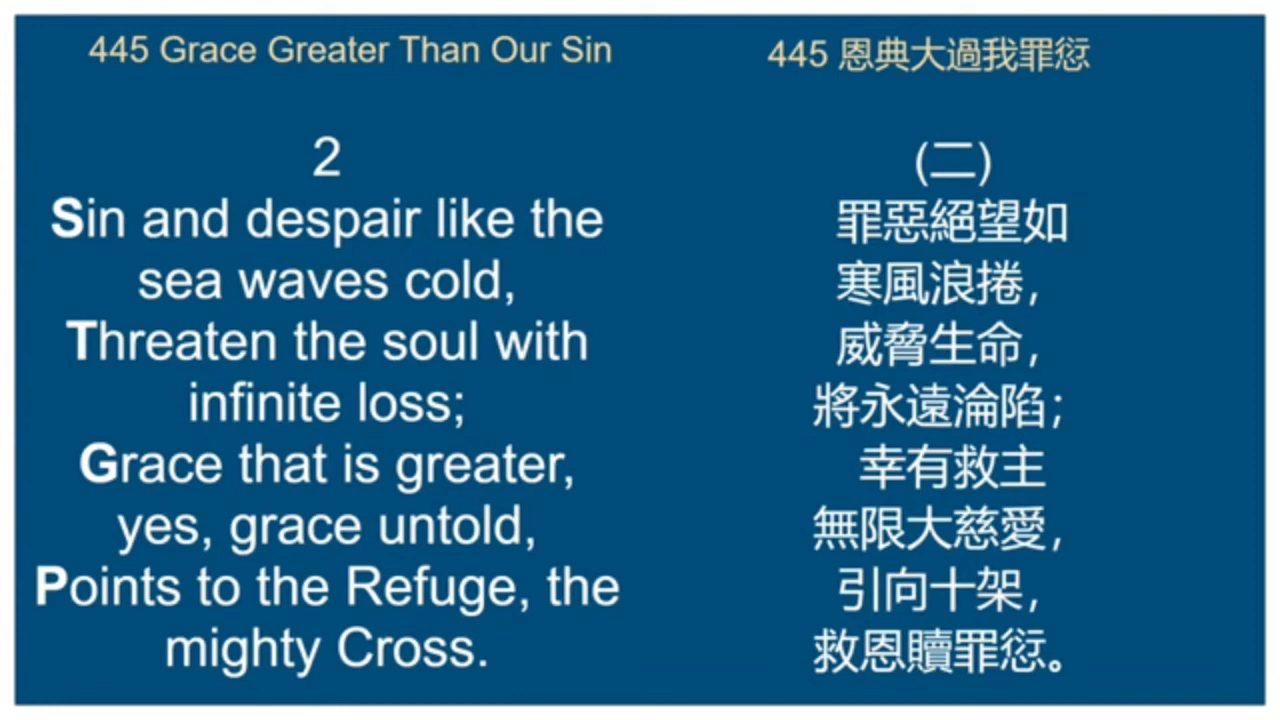 445 Grace Greater Than Our Sin
2
Sin and despair like the
sea waves cold,
Threaten the soul with
infinite loss;
Grace that is greater,
yes, grace untold,
Points to the Refuge, the
mighty Cross.
445 恩典大過我罪愆
(二)
罪惡絕望如
寒風浪捲，
威脅生命，
將永遠淪陷；
幸有救主
無限大慈愛，
引向十架，
救恩贖罪愆。